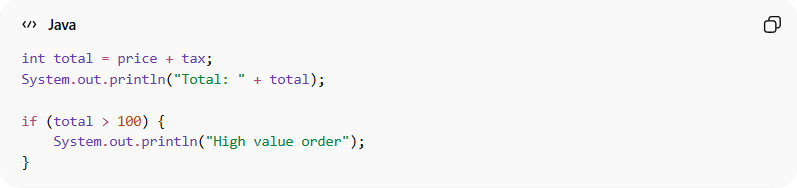 </> Java
int total = price + tax;
System.out.println("Total: " + total);

if (total > 100) {
    System.out.println("High value order");
}